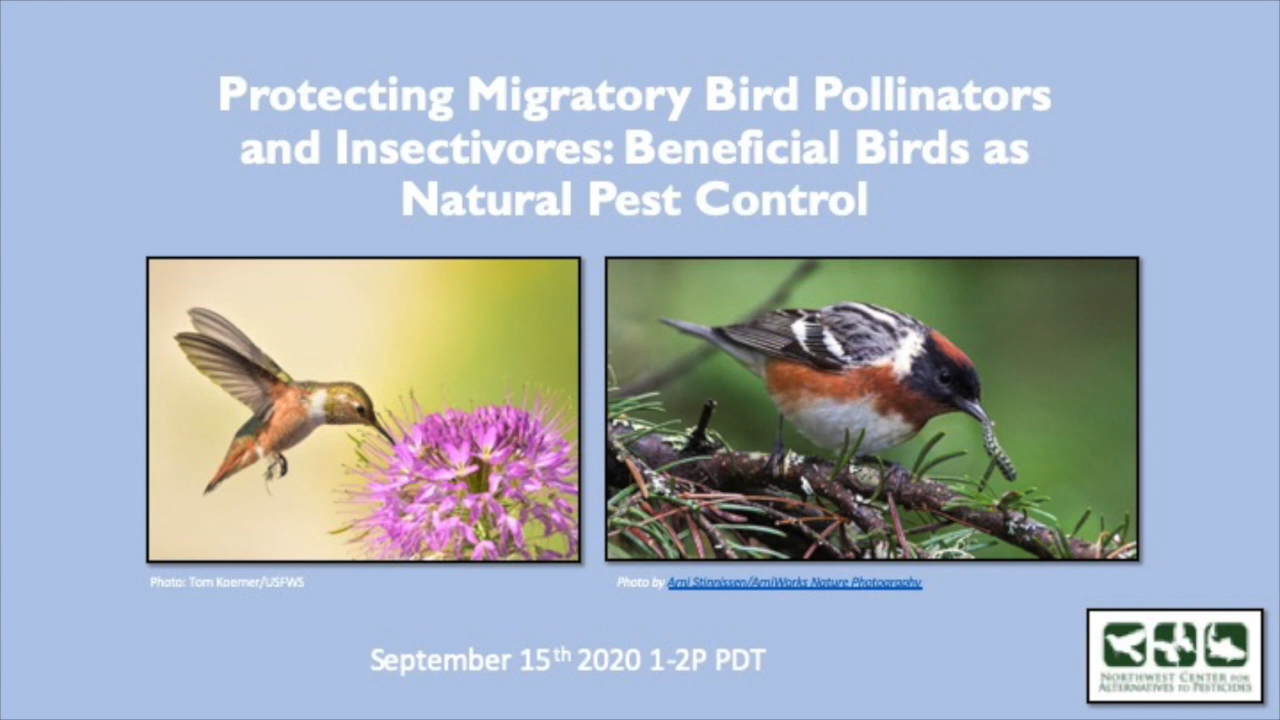 Protecting Migratory Bird Pollinators
and Insectivores: Beneficial Birds as
Natural Pest Control
Photo: Tom Koerner/USFWS
Photo by Arni Stinnissen/ArniWorks Nature Photography
September 15th 2020 1-2P PDT
NORTHWEST CENTER FOR
ALTERNATIVES TO PESTICIDES